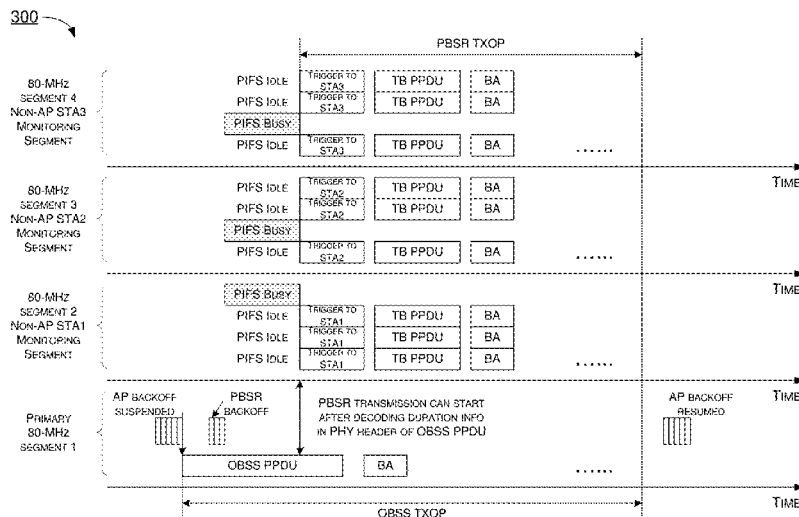 300
PBSR TXOP
80-MHz
SEGMENT 4
NON-AP STA3
MONITORING
SEGMENT
PIFS IDLE
TRIGGER TO
STA3
TB PPDU
BA
PIFS IDLE
TRIGGER TO
STA3
TB PPDU
BA
PIFS BUSY
PIFS IDLE
TRIGGER TO
STA3
TB PPDU
BA
......
TIME
80-MHz
SEGMENT 3
NON-AP STA2
MONITORING
SEGMENT
PIFS IDLE
TRIGGER TO
STA2
TB PPDU
BA
PIFS IDLE
TRIGGER TO
STA2
TB PPDU
BA
PIFS BUSY
PIFS IDLE
TRIGGER TO
STA2
TB PPDU
BA
......
TIME
80-MHz
SEGMENT 2
NON-AP STA1
MONITORING
SEGMENT
PIFS BUSY
PIFS IDLE
TRIGGER TO
STA1
TB PPDU
BA
PIFS IDLE
TRIGGER TO
STA1
TB PPDU
BA
PIFS IDLE
TRIGGER TO
STA1
TB PPDU
BA
......
TIME
PRIMARY
80-MHz
SEGMENT 1
AP BACKOFF
SUSPENDED
PBSR
BACKOFF
PBSR TRANSMISSION CAN START
AFTER DECODING DURATION INFO
IN PHY HEADER OF OBSS PPDU
AP BACKOFF
RESUMED
OBSS PPDU
BA
......
TIME
OBSS TXOP